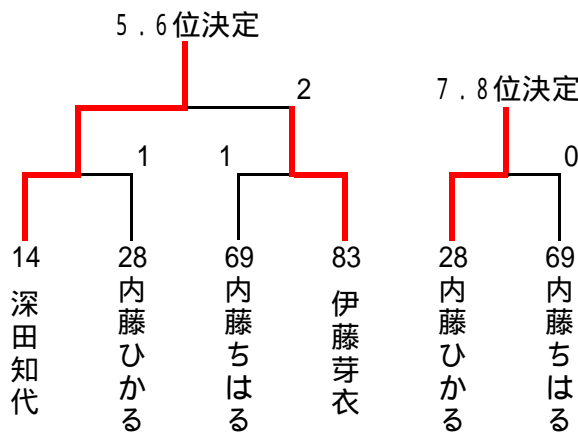 5.6位決定
7.8位決定
2
1
1
0
14
28
69
83
28
69
深田知代
内藤ひかる
内藤ちはる
伊藤芽衣
内藤ひかる
内藤ちはる